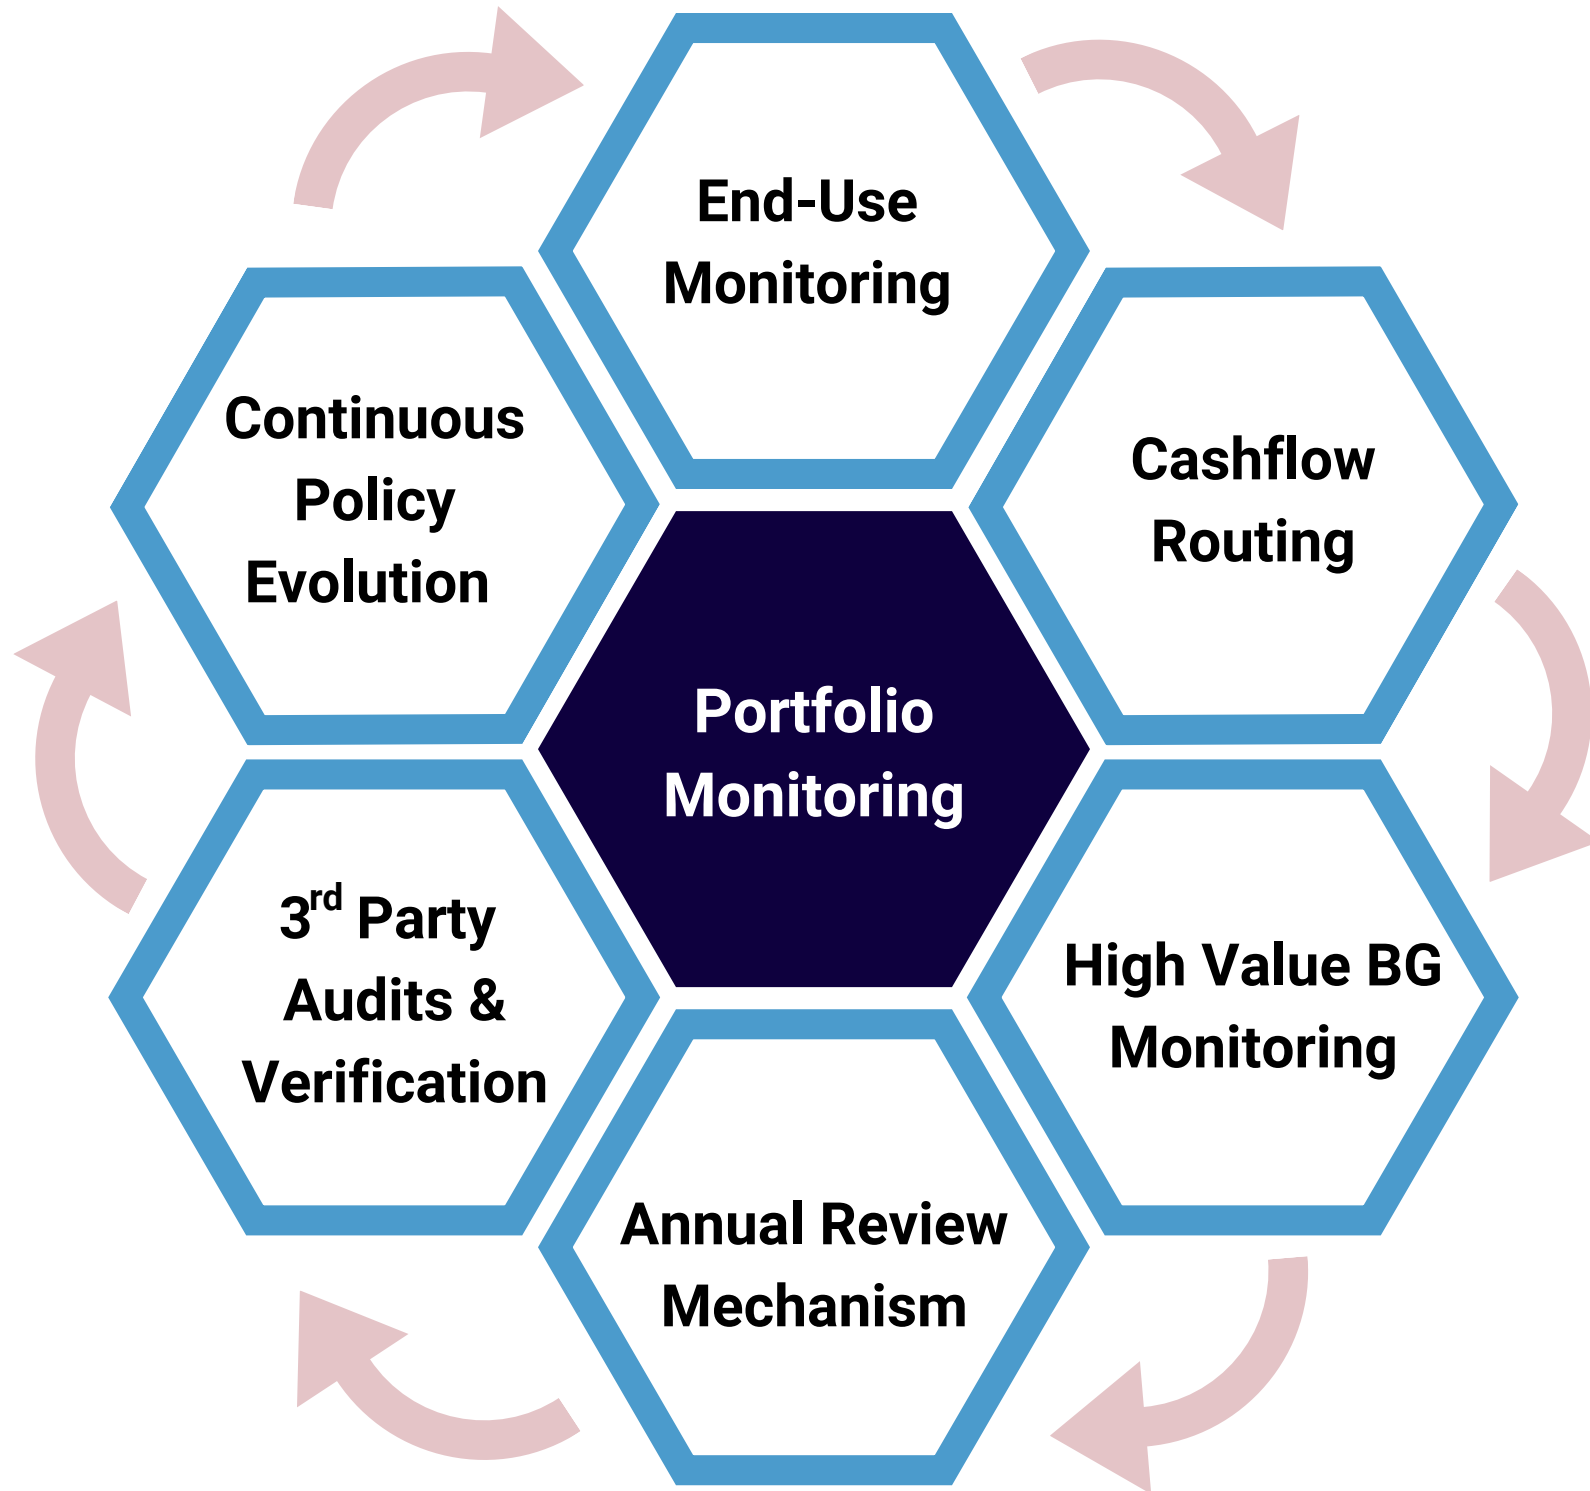 End-Use
Monitoring
Cashflow
Routing
High Value BG
Monitoring
Annual Review
Mechanism
3rd Party
Audits &
Verification
Continuous
Policy
Evolution
Portfolio
Monitoring